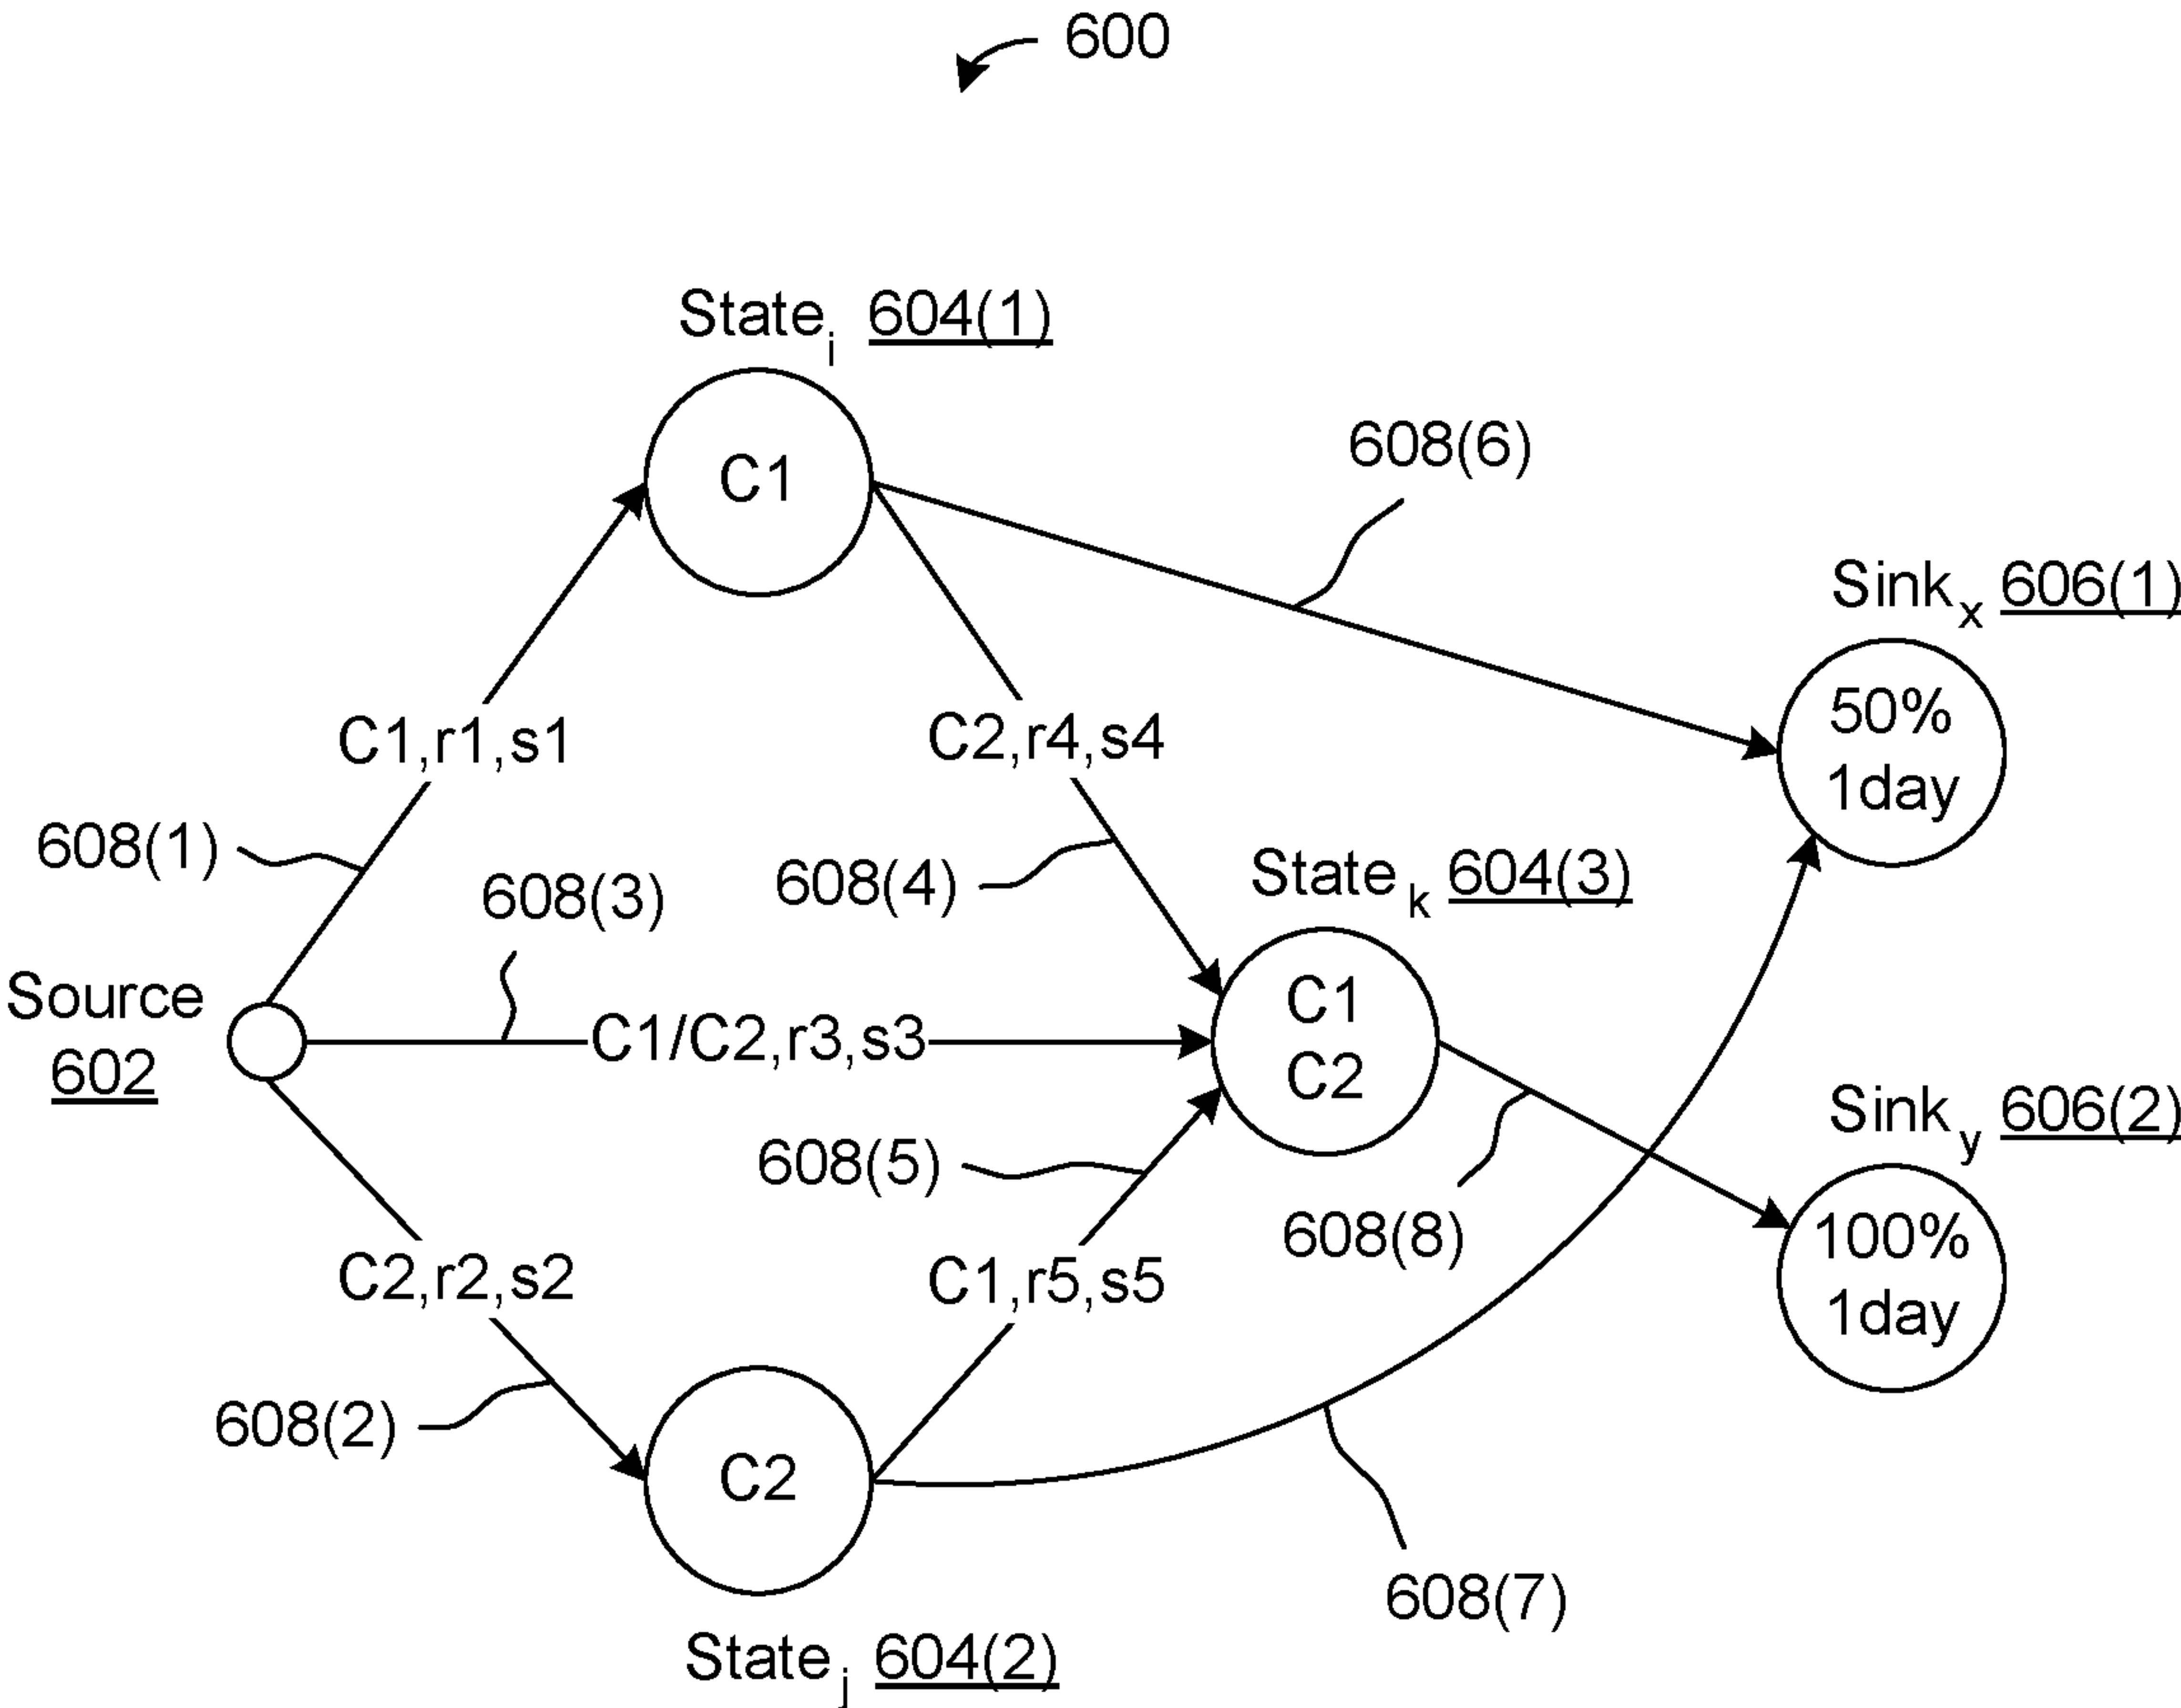 600
State i 604(1)
C1
608(6)
Sink x 606(1)
50%
1day
C1,r1,s1
C2,r4,s4
608(1)
608(3)
608(4)
State k 604(3)
Source
602
C1/C2,r3,s3
C1
C2
608(5)
Sink y 606(2)
100%
1day
608(8)
C2,r2,s2
C1,r5,s5
608(2)
C2
608(7)
State j 604(2)